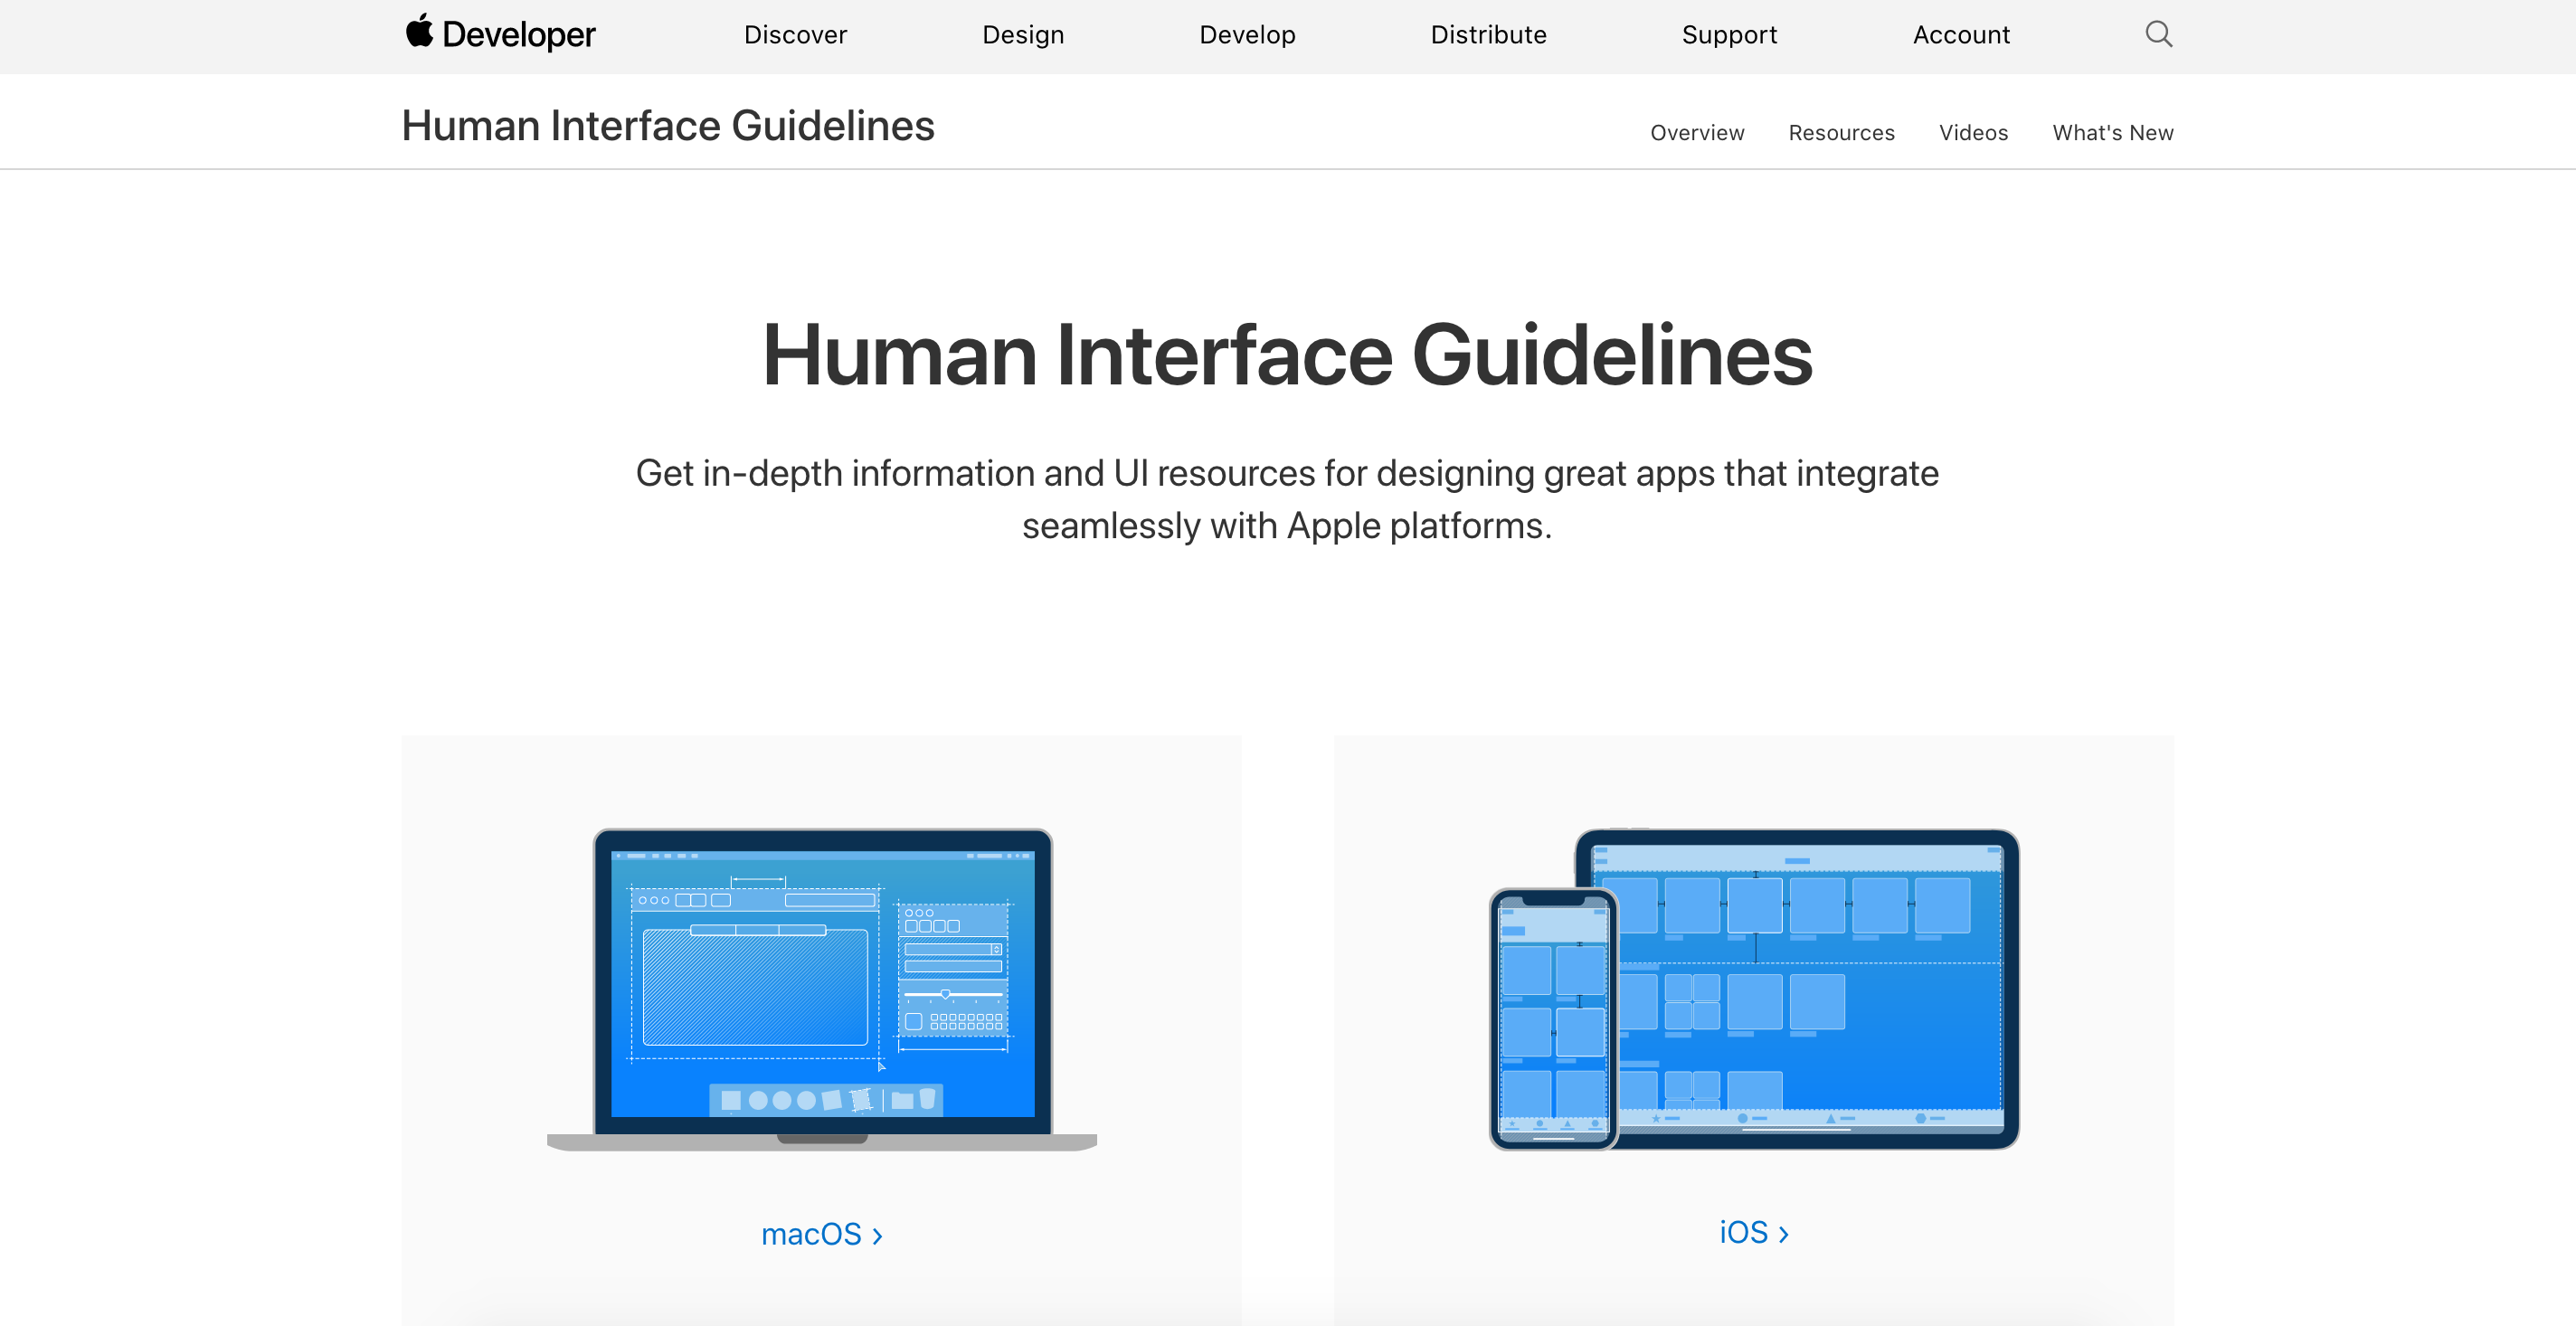 Developer
Discover
Design
Develop
Distribute
Support
Account
Human Interface Guidelines
Overview
Resources
Videos
What's New
Human Interface Guidelines
Get in-depth information and UI resources for designing great apps that integrate
seamlessly with Apple platforms.
macOS ›
iOS ›